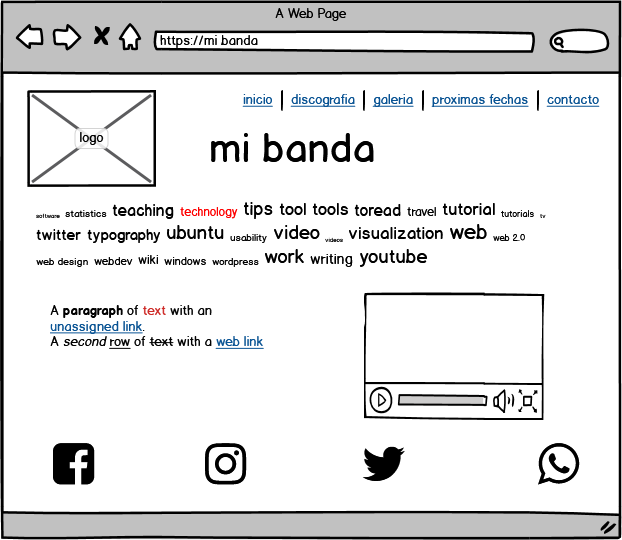 A Web Page
https://mi banda
inicio | discografia | galeria | proximas fechas | contacto
logo
mi banda
software statistics teaching technology tips tool tools toread travel tutorial tutorials tv
twitter typography ubuntu usability video videos visualization web web 2.0
web design webdev wiki windows wordpress work writing youtube
A paragraph of text with an
unassigned link.
A second row of text with a web link